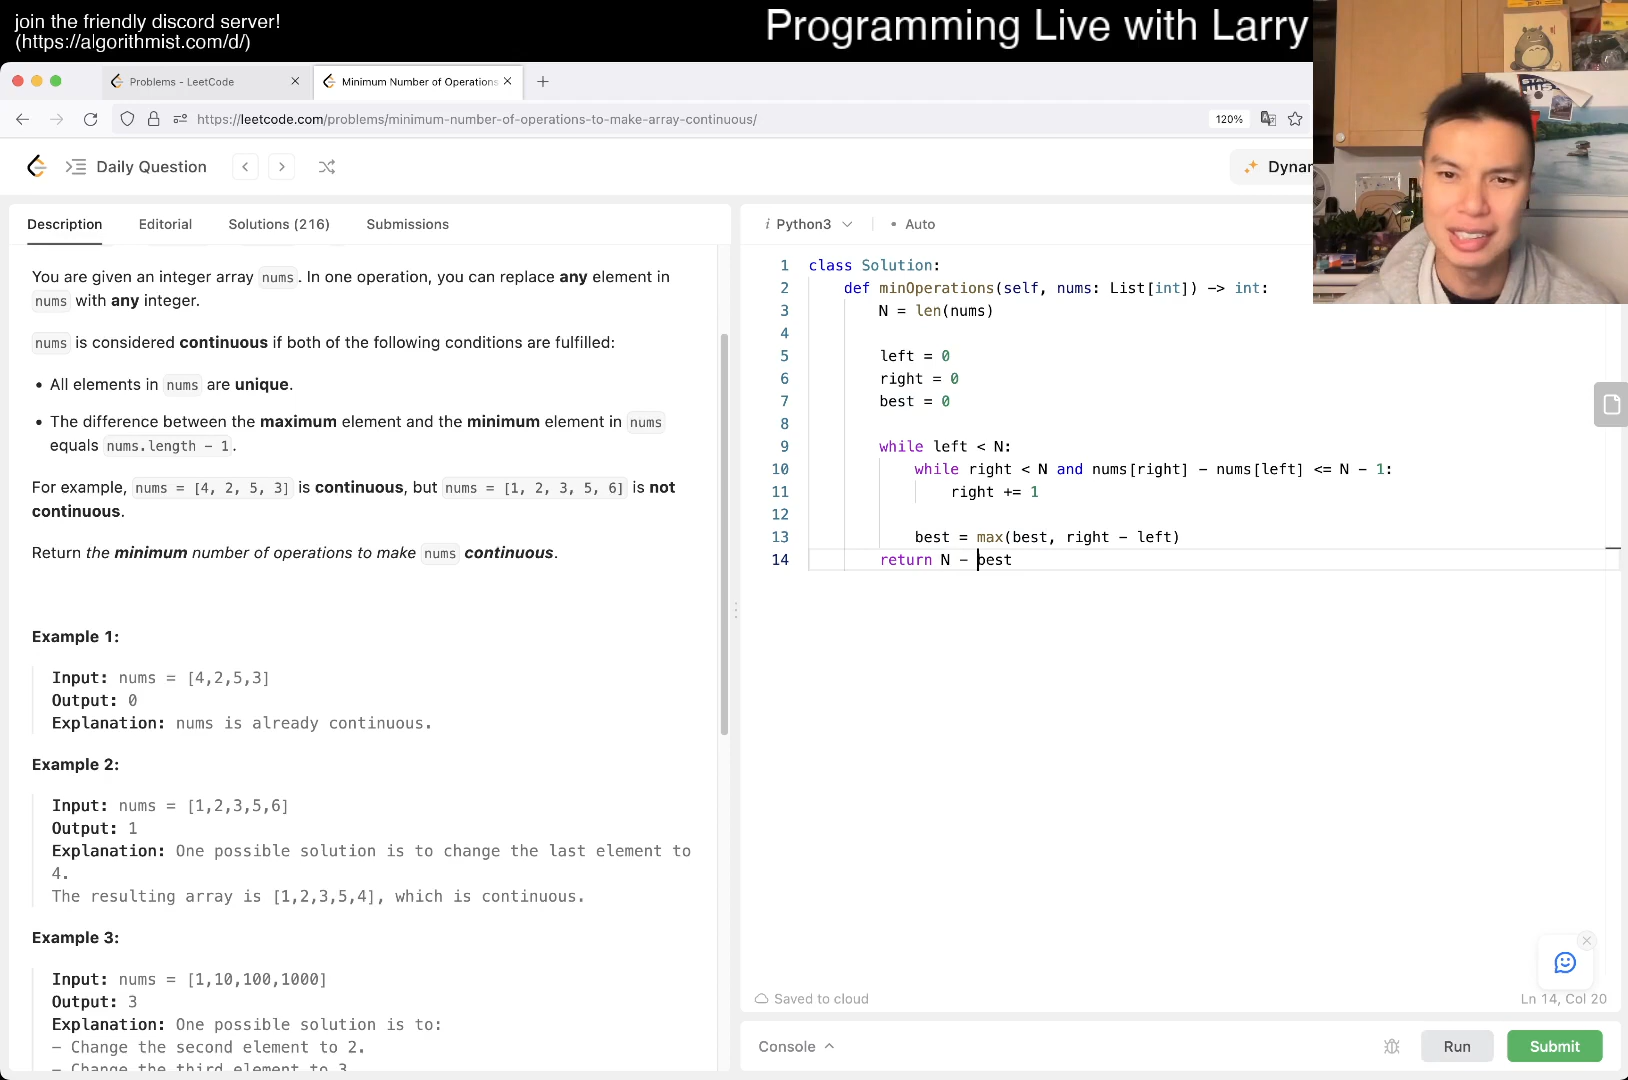 join the friendly discord server!
(https://algorithmist.com/d/)
Programming Live with Larry
Problems - LeetCode
Minimum Number of Operations
120%
https://leetcode.com/problems/minimum-number-of-operations-to-make-array-continuous/
Daily Question
Dynar
Description Editorial Solutions (216) Submissions
You are given an integer array nums. In one operation, you can replace any element in
nums with any integer.
nums is considered continuous if both of the following conditions are fulfilled:
• All elements in nums are unique.
• The difference between the maximum element and the minimum element in nums
equals nums.length - 1.
For example, nums = [4, 2, 5, 3] is continuous, but nums = [1, 2, 3, 5, 6] is not
continuous.
Return the minimum number of operations to make nums continuous.
Example 1:
Input: nums = [4,2,5,3]
Output: 0
Explanation: nums is already continuous.
Example 2:
Input: nums = [1,2,3,5,6]
Output: 1
Explanation: One possible solution is to change the last element to
4.
The resulting array is [1,2,3,5,4], which is continuous.
Example 3:
Input: nums = [1,10,100,1000]
Output: 3
Explanation: One possible solution is to:
- Change the second element to 2.
- Change the third element to 3.
i Python3 • Auto
1 class Solution:
2 def minOperations(self, nums: List[int]) -> int:
3 N = len(nums)
4
5 left = 0
6 right = 0
7 best = 0
8
9 while left < N:
10 while right < N and nums[right] - nums[left] <= N - 1:
11 right += 1
12
13 best = max(best, right - left)
14 return N - best
Saved to cloud
Ln 14, Col 20
Console
Run
Submit